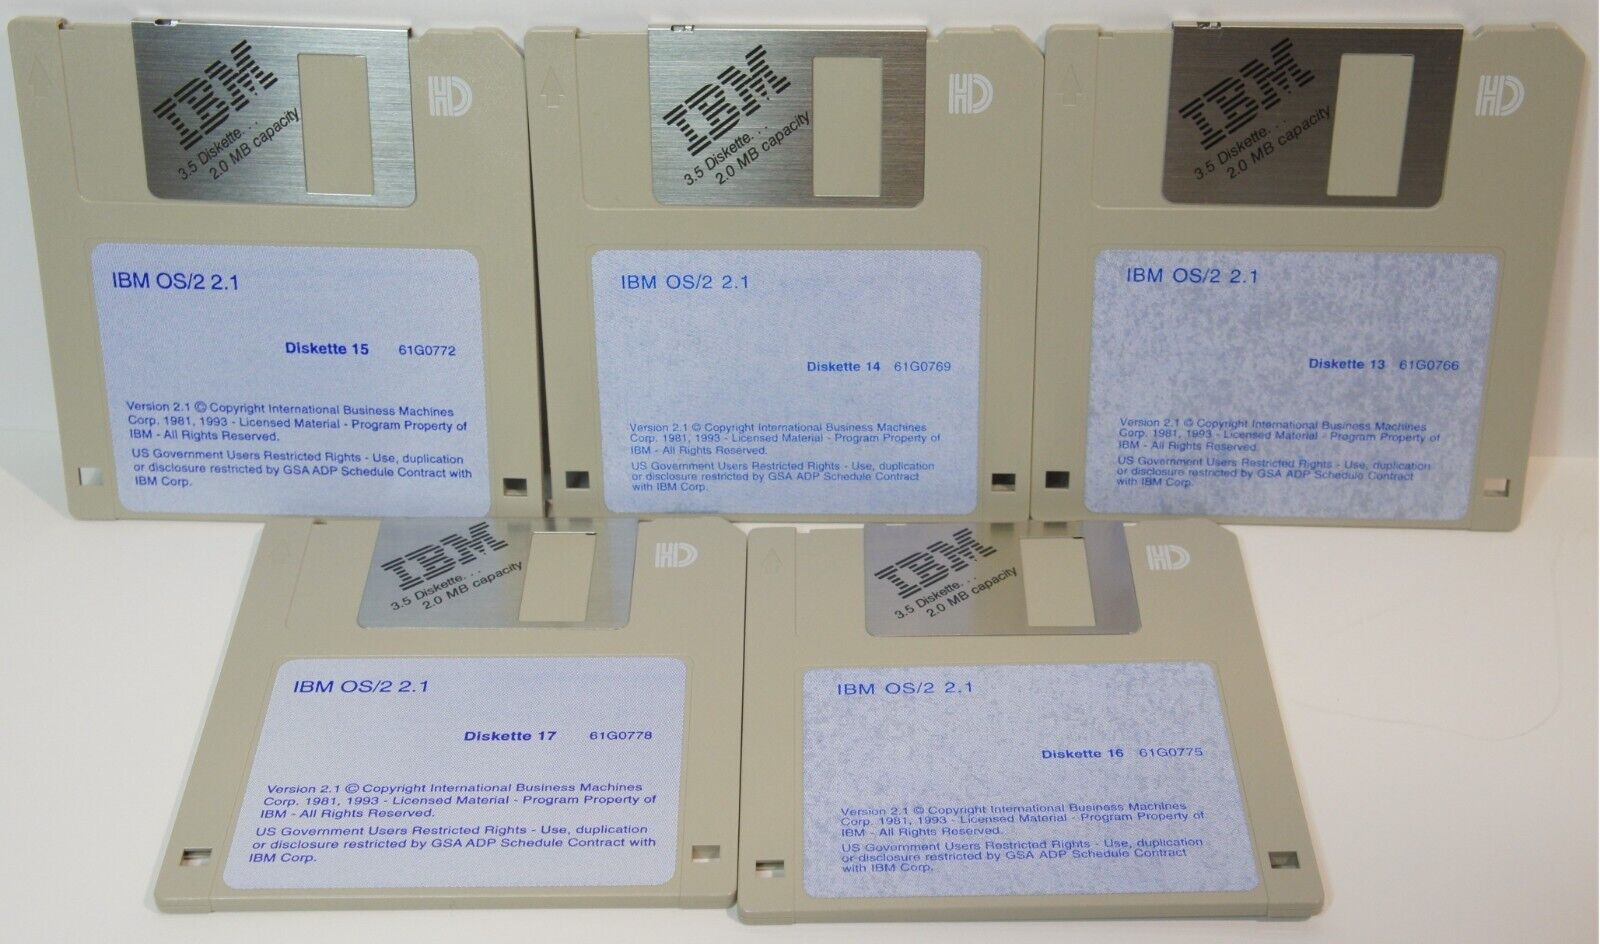 IBM
3.5 Diskette. . .
2.0 MB capacity
HD
IBM OS/2 2.1
Diskette 15 61G0772
Version 2.1 © Copyright International Business Machines
Corp. 1981, 1993 - Licensed Material - Program Property of
IBM - All Rights Reserved.
US Government Users Restricted Rights - Use, duplication
or disclosure restricted by GSA ADP Schedule Contract with
IBM Corp.
IBM
3.5 Diskette. . .
2.0 MB capacity
HD
IBM OS/2 2.1
Diskette 14 61G0769
Version 2.1 © Copyright International Business Machines
Corp. 1981, 1993 - Licensed Material - Program Property of
IBM - All Rights Reserved.
US Government Users Restricted Rights - Use, duplication
or disclosure restricted by GSA ADP Schedule Contract
with IBM Corp.
IBM
3.5 Diskette. . .
2.0 MB capacity
HD
IBM OS/2 2.1
Diskette 13 61G0766
Version 2.1 © Copyright International Business Machines
Corp. 1981, 1993 - Licensed Material - Program Property of
IBM - All Rights Reserved.
US Government Users Restricted Rights - Use, duplication
or disclosure restricted by GSA ADP Schedule Contract
with IBM Corp.
IBM
3.5 Diskette. . .
2.0 MB capacity
HD
IBM OS/2 2.1
Diskette 17 61G0778
Version 2.1 © Copyright International Business Machines
Corp. 1981, 1993 - Licensed Material - Program Property of
IBM - All Rights Reserved.
US Government Users Restricted Rights - Use, duplication
or disclosure restricted by GSA ADP Schedule Contract with
IBM Corp.
IBM
3.5 Diskette. . .
2.0 MB capacity
HD
IBM OS/2 2.1
Diskette 16 61G0775
Version 2.1 © Copyright International Business Machines
Corp. 1981, 1993 - Licensed Material - Program Property of
IBM - All Rights Reserved.
US Government Users Restricted Rights - Use, duplication
or disclosure restricted by GSA ADP Schedule Contract
with IBM Corp.